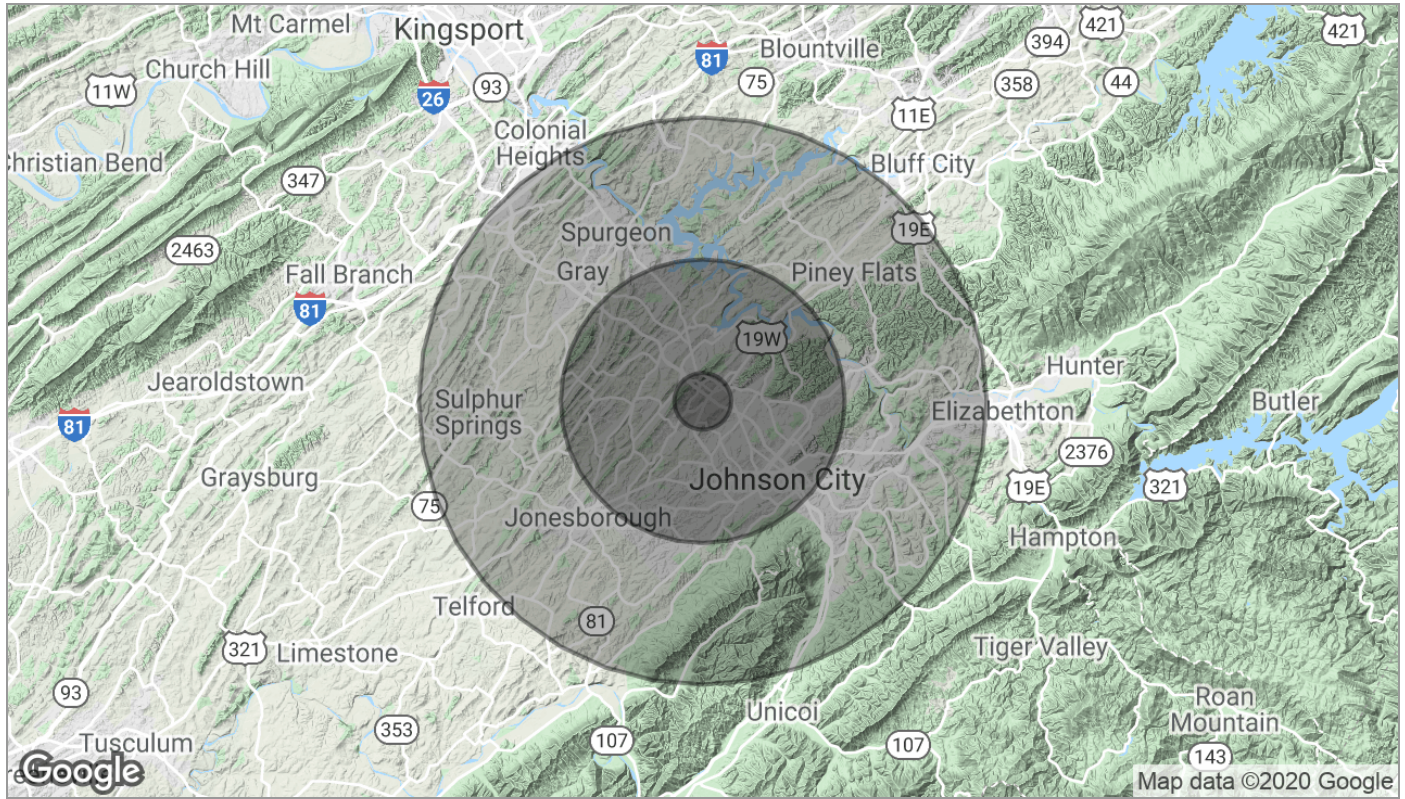 Mt Carmel
Kingsport
421
421
394
Blountville
81
Church Hill
75
358
44
11W
26
93
11E
Colonial
Heights
Christian Bend
Bluff City
347
Spurgeon
19E
2463
Gray
Piney Flats
Fall Branch
81
19W
Hunter
Jearoldstown
Sulphur
Springs
Elizabethton
Butler
81
2376
Graysburg
Johnson City
19E
321
75
Jonesborough
Hampton
Telford
81
321
Limestone
Tiger Valley
93
Roan
Mountain
Unicoi
353
107
107
Tusculum
143
Google
Map data ©2020 Google